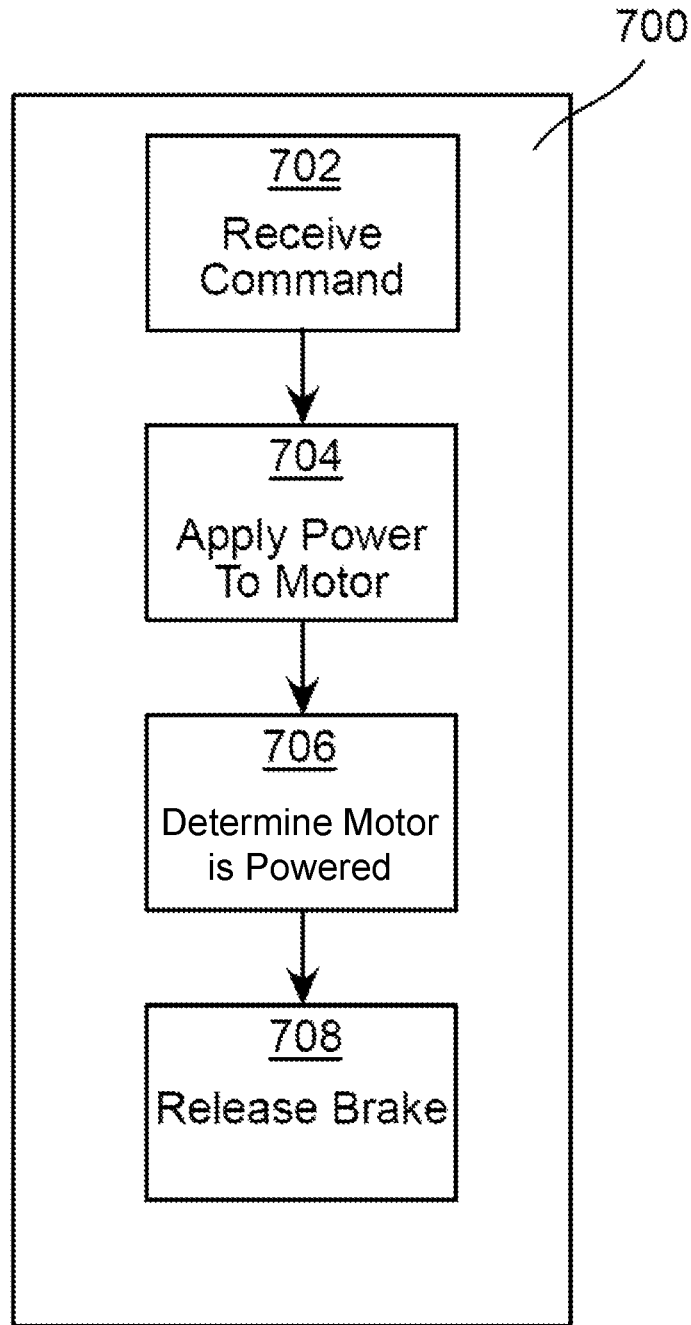 700
702
Receive
Command
704
Apply Power
To Motor
706
Determine Motor
is Powered
708
Release Brake